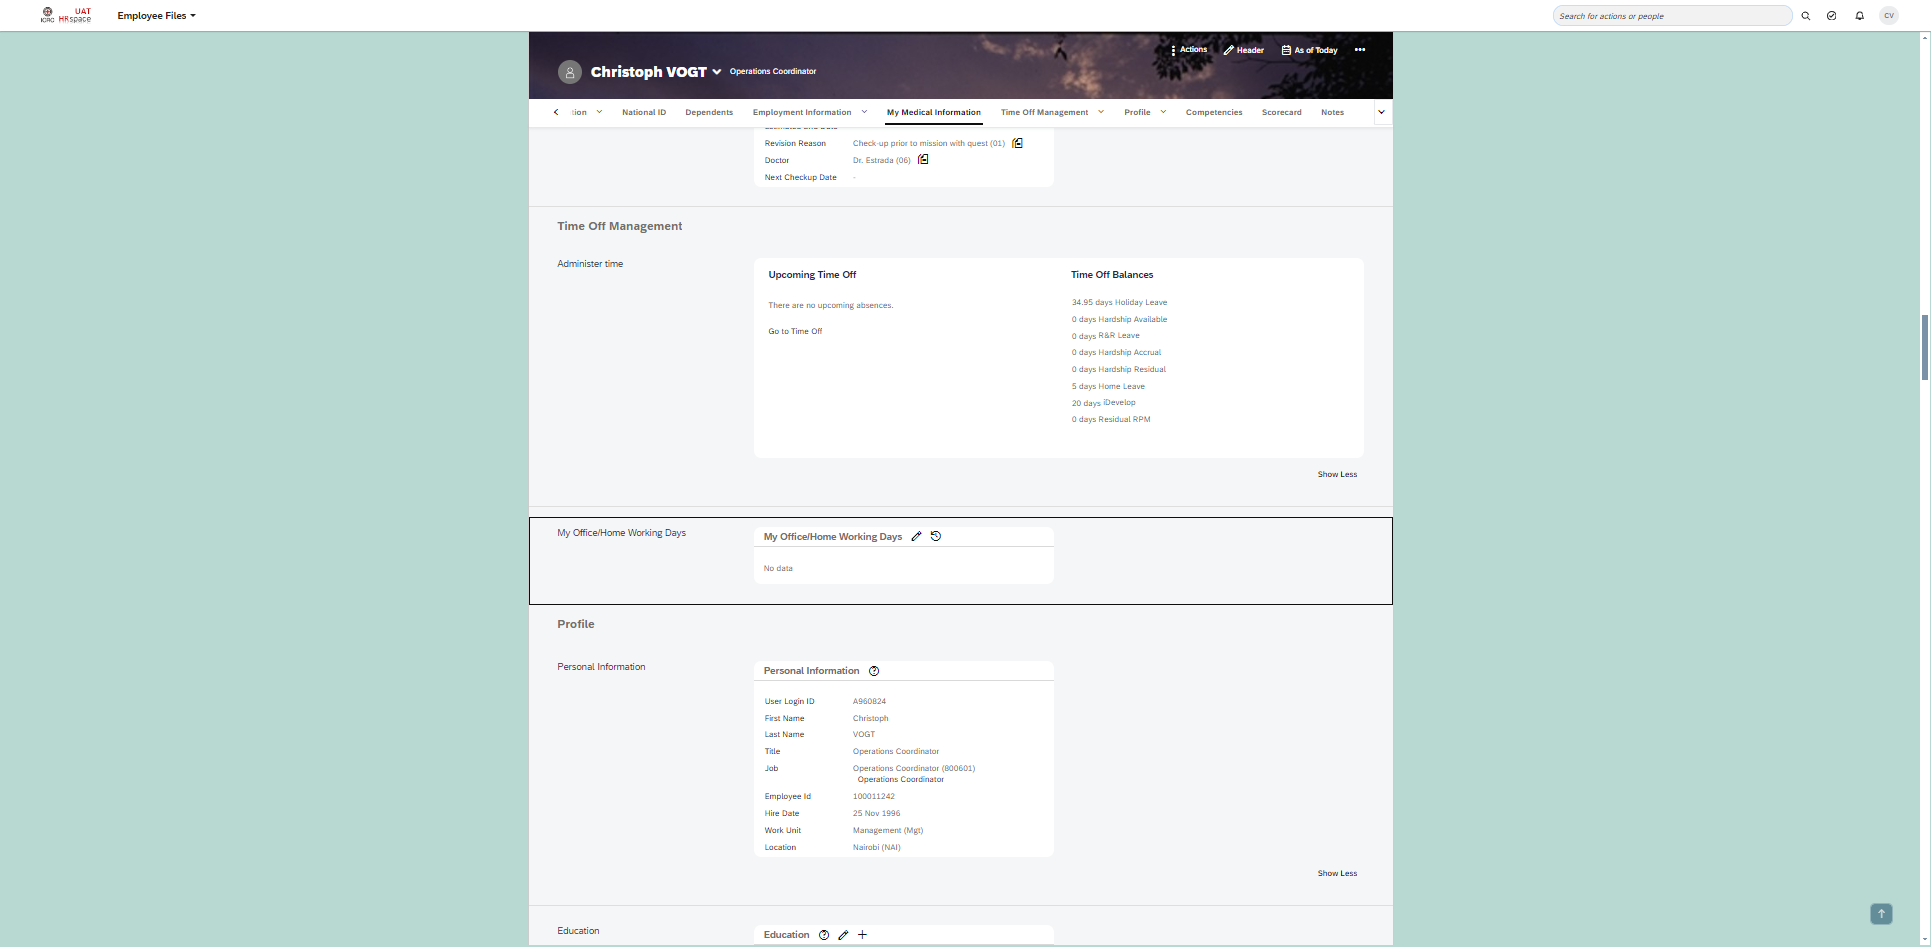 ICRC
UAT
HRspace
Employee Files
Search for actions or people
CV
Actions
Header
As of Today
Christoph VOGT
Operations Coordinator
tion
National ID
Dependents
Employment Information
My Medical Information
Time Off Management
Profile
Competencies
Scorecard
Notes
Revision Reason Check-up prior to mission with quest (01)
Doctor Dr. Estrada (06)
Next Checkup Date -
Time Off Management
Administer time
Upcoming Time Off
There are no upcoming absences.
Go to Time Off
Time Off Balances
34.95 days Holiday Leave
0 days Hardship Available
0 days R&R Leave
0 days Hardship Accrual
0 days Hardship Residual
5 days Home Leave
20 days iDevelop
0 days Residual RPM
Show Less
My Office/Home Working Days
My Office/Home Working Days
No data
Profile
Personal Information
Personal Information
User Login ID A960824
First Name Christoph
Last Name VOGT
Title Operations Coordinator
Job Operations Coordinator (800601)
Operations Coordinator
Employee Id 100011242
Hire Date 25 Nov 1996
Work Unit Management (Mgt)
Location Nairobi (NAI)
Show Less
Education
Education